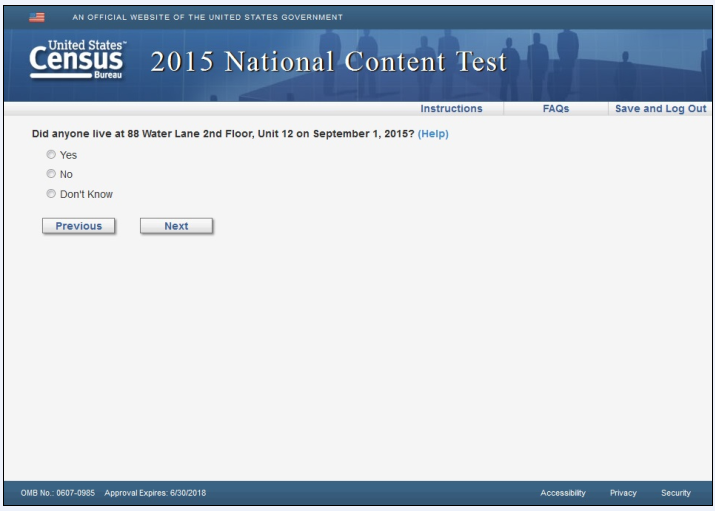 AN OFFICIAL WEBSITE OF THE UNITED STATES GOVERNMENT
United States™
Census
Bureau
2015 National Content Test
Instructions FAQs Save and Log Out
Did anyone live at 88 Water Lane 2nd Floor, Unit 12 on September 1, 2015? (Help)
Yes
No
Don't Know
Previous Next
OMB No.: 0607-0985 Approval Expires: 6/30/2018 Accessibility Privacy Security